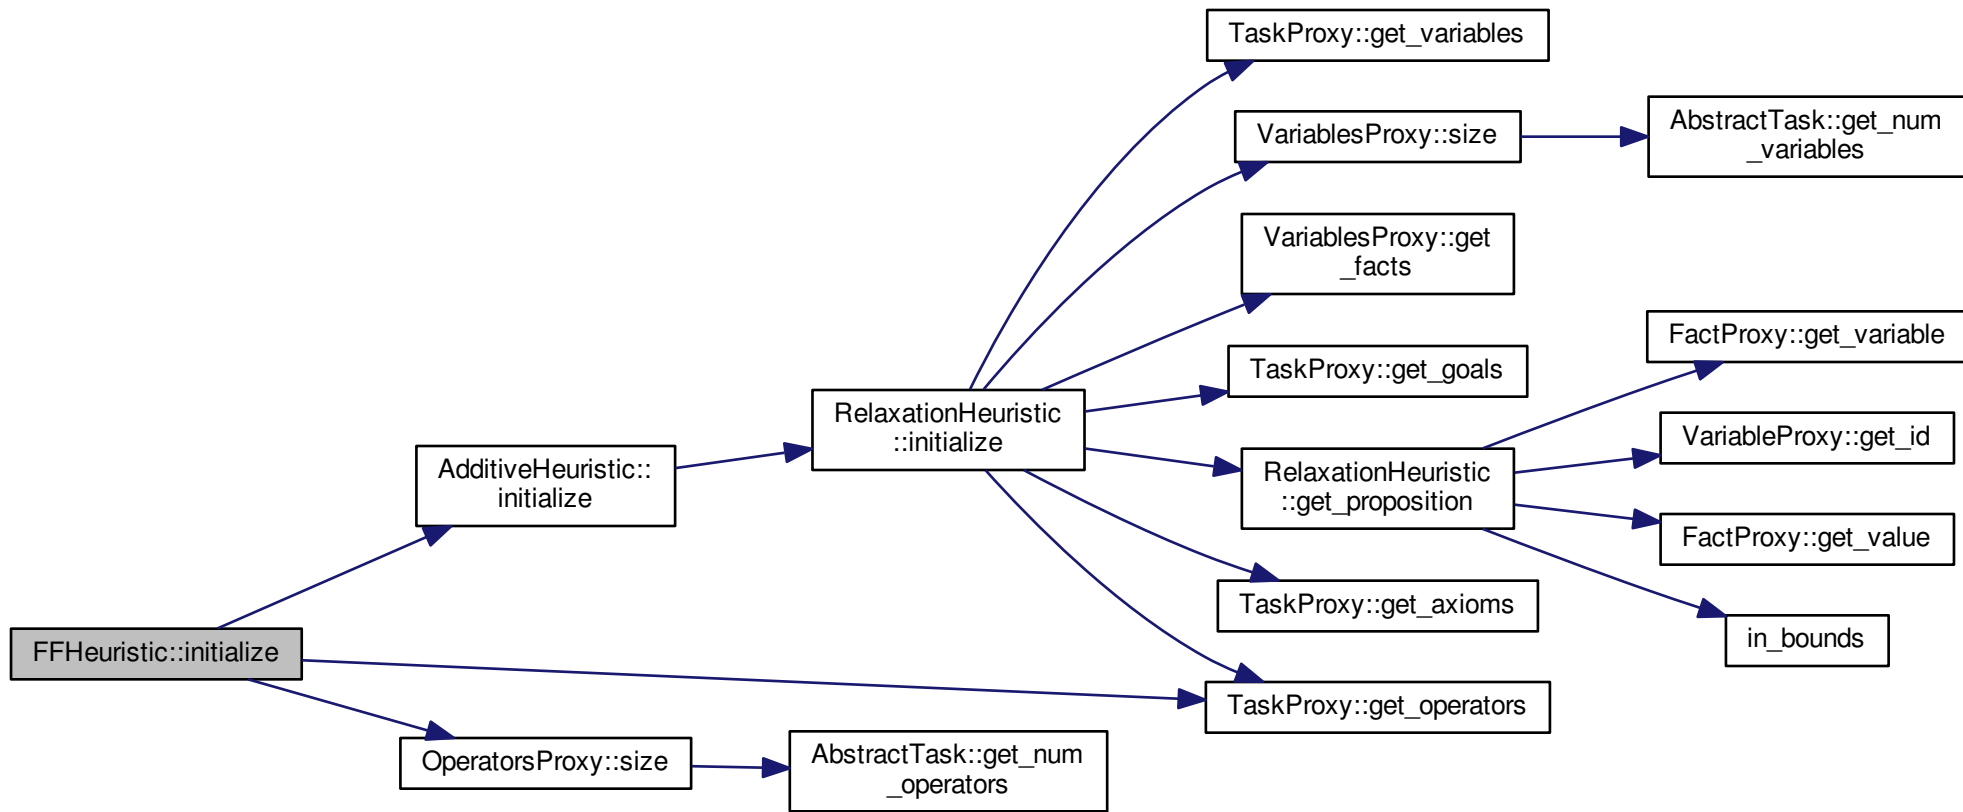 TaskProxy::get_variables
VariablesProxy::size
AbstractTask::get_num
_variables
VariablesProxy::get
_facts
FactProxy::get_variable
TaskProxy::get_goals
RelaxationHeuristic
::initialize
VariableProxy::get_id
AdditiveHeuristic::
initialize
RelaxationHeuristic
::get_proposition
FactProxy::get_value
TaskProxy::get_axioms
in_bounds
FFHeuristic::initialize
TaskProxy::get_operators
OperatorsProxy::size
AbstractTask::get_num
_operators